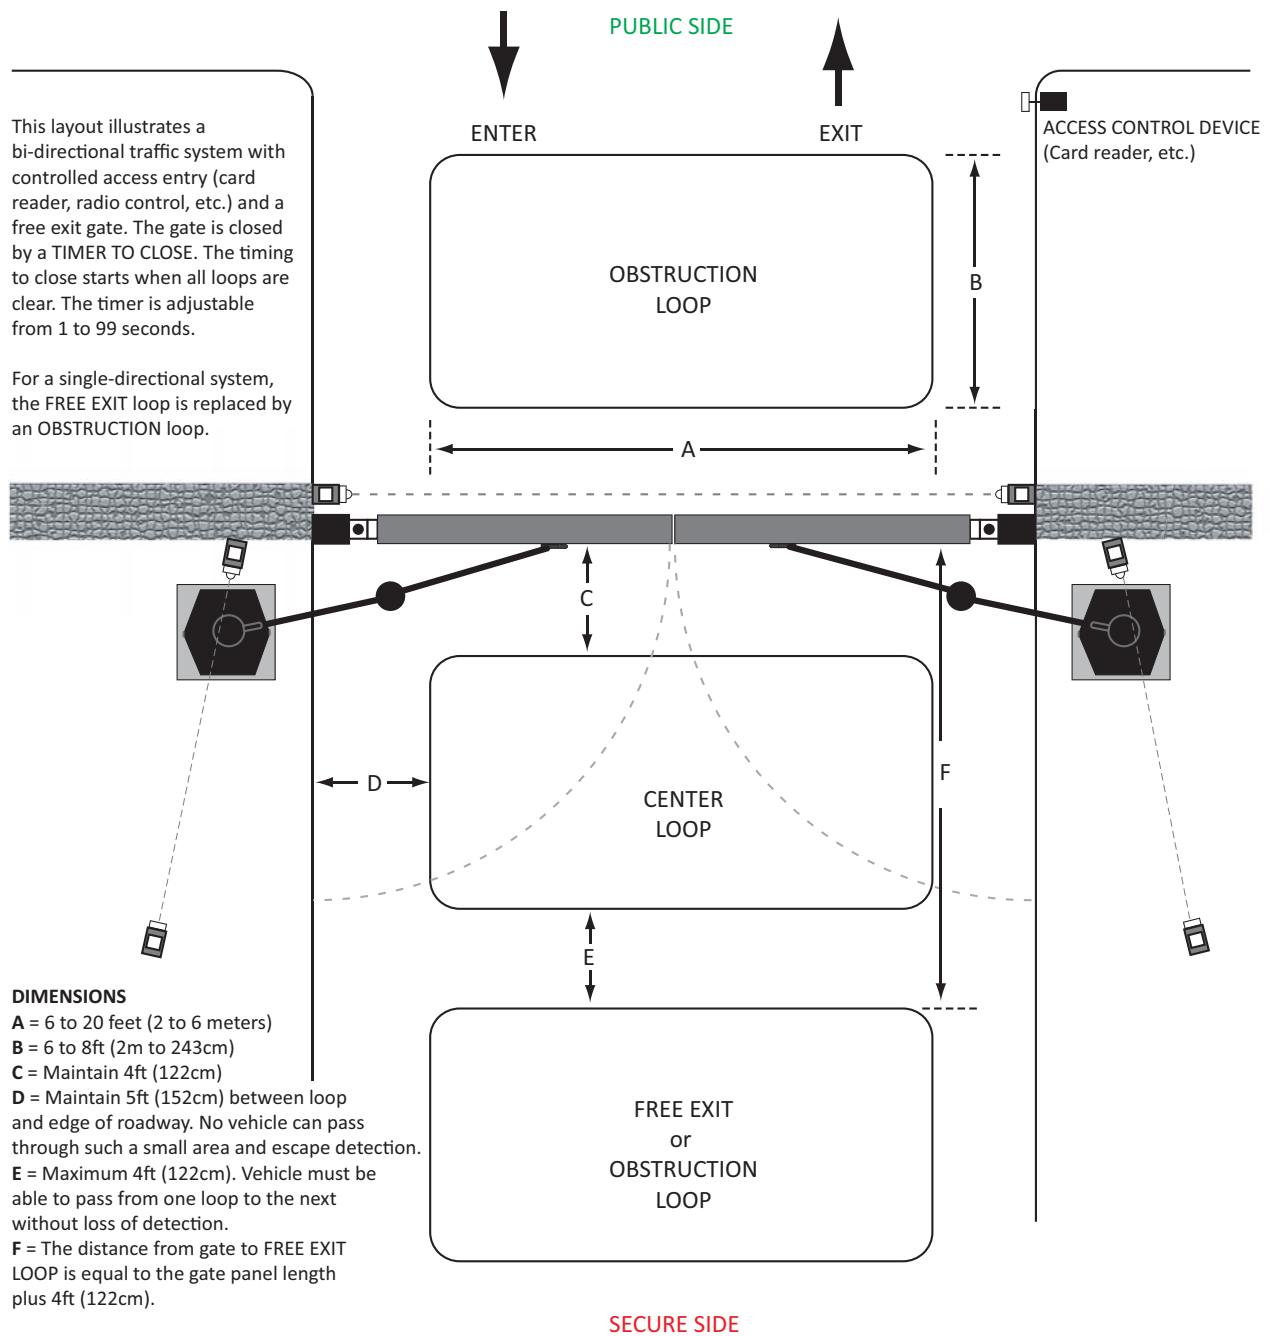 PUBLIC SIDE
ENTER
EXIT
This layout illustrates a
bi-directional traffic system with
controlled access entry (card
reader, radio control, etc.) and a
free exit gate. The gate is closed
by a TIMER TO CLOSE. The timing
to close starts when all loops are
clear. The timer is adjustable
from 1 to 99 seconds.
For a single-directional system,
the FREE EXIT loop is replaced by
an OBSTRUCTION loop.
ACCESS CONTROL DEVICE
(Card reader, etc.)
OBSTRUCTION
LOOP
B
A
C
D
CENTER
LOOP
F
E
DIMENSIONS
A = 6 to 20 feet (2 to 6 meters)
B = 6 to 8ft (2m to 243cm)
C = Maintain 4ft (122cm)
D = Maintain 5ft (152cm) between loop
and edge of roadway. No vehicle can pass
through such a small area and escape detection.
E = Maximum 4ft (122cm). Vehicle must be
able to pass from one loop to the next
without loss of detection.
F = The distance from gate to FREE EXIT
LOOP is equal to the gate panel length
plus 4ft (122cm).
FREE EXIT
or
OBSTRUCTION
LOOP
SECURE SIDE